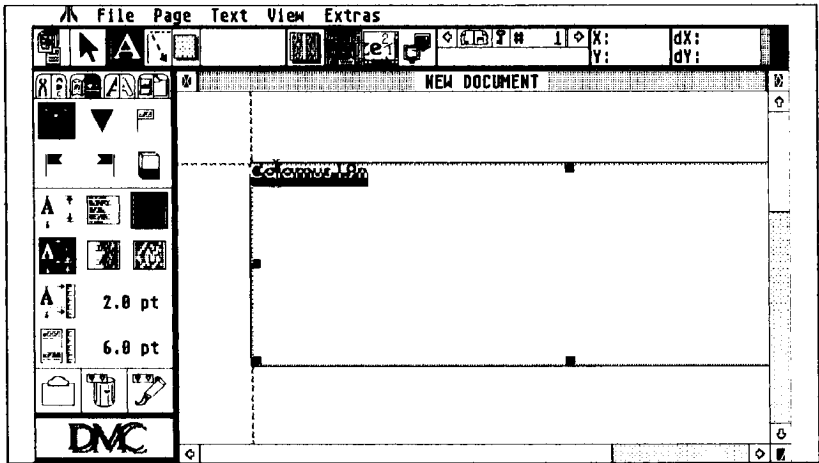 File Page Text View Extras
# 1 X: dX:
Y: dY:
NEW DOCUMENT
Calamus 1.09n
2.0 pt
6.0 pt
DMC